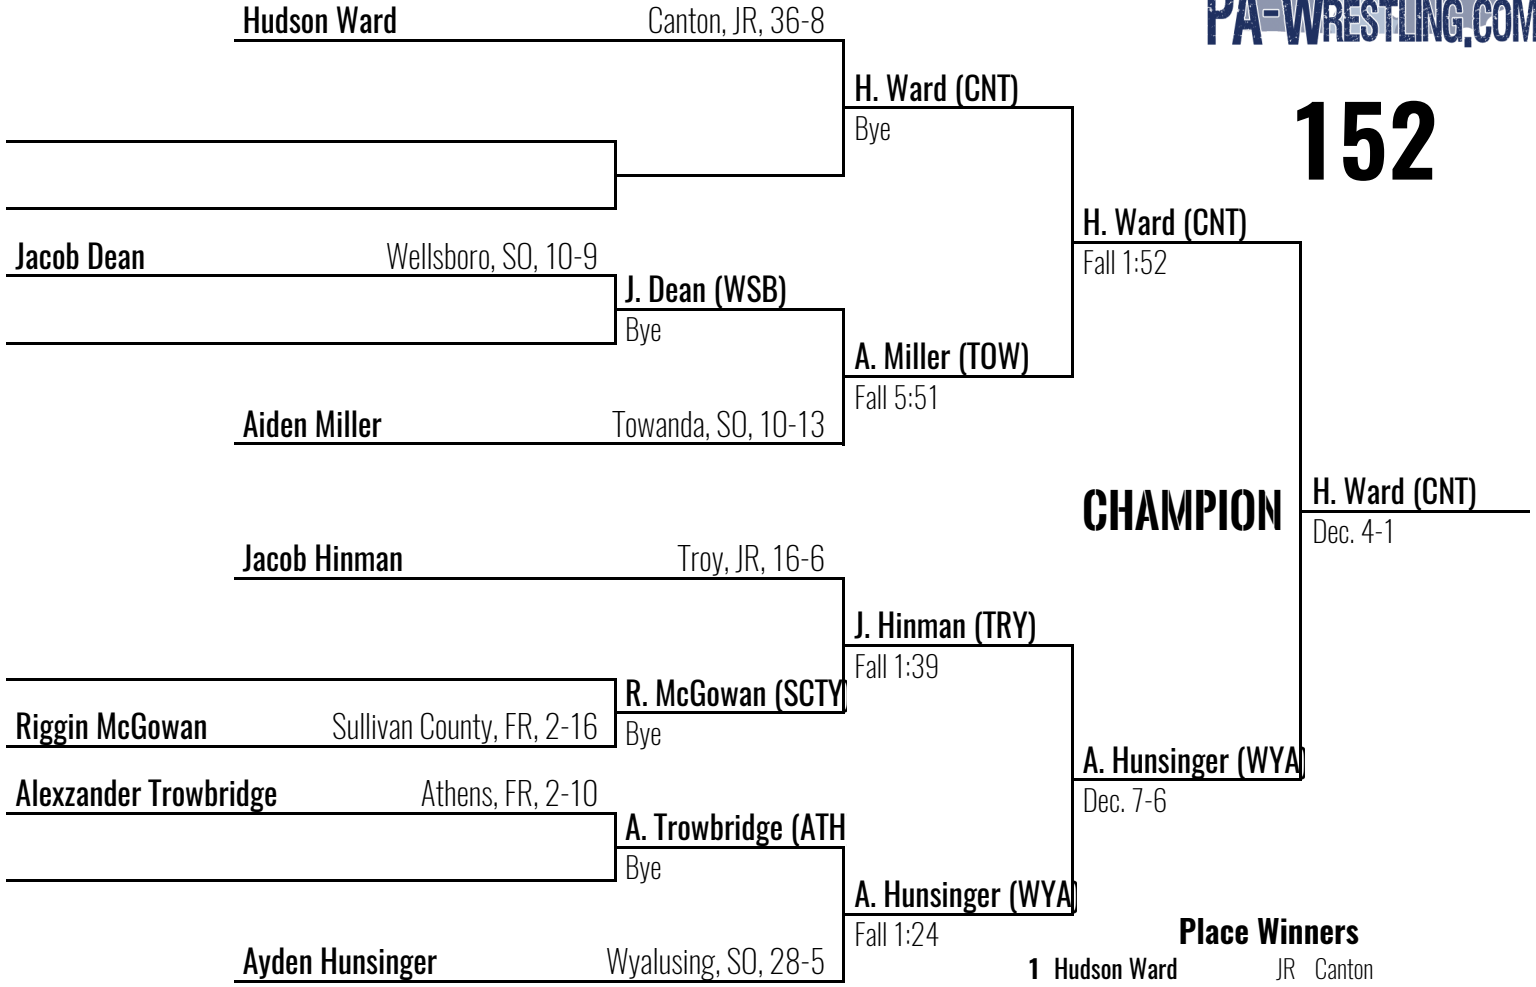 PA-WRESTLING.COM
152
Hudson Ward Canton, JR, 36-8
H. Ward (CNT)
Bye
H. Ward (CNT)
Fall 1:52
Jacob Dean Wellsboro, SO, 10-9
J. Dean (WSB)
Bye
A. Miller (TOW)
Fall 5:51
Aiden Miller Towanda, SO, 10-13
CHAMPION
H. Ward (CNT)
Dec. 4-1
Jacob Hinman Troy, JR, 16-6
J. Hinman (TRY)
Fall 1:39
R. McGowan (SCTY)
Bye
Riggin McGowan Sullivan County, FR, 2-16
A. Hunsinger (WYA)
Dec. 7-6
Alexzander Trowbridge Athens, FR, 2-10
A. Trowbridge (ATH
Bye
A. Hunsinger (WYA)
Fall 1:24
Ayden Hunsinger Wyalusing, SO, 28-5
Place Winners
1 Hudson Ward JR Canton